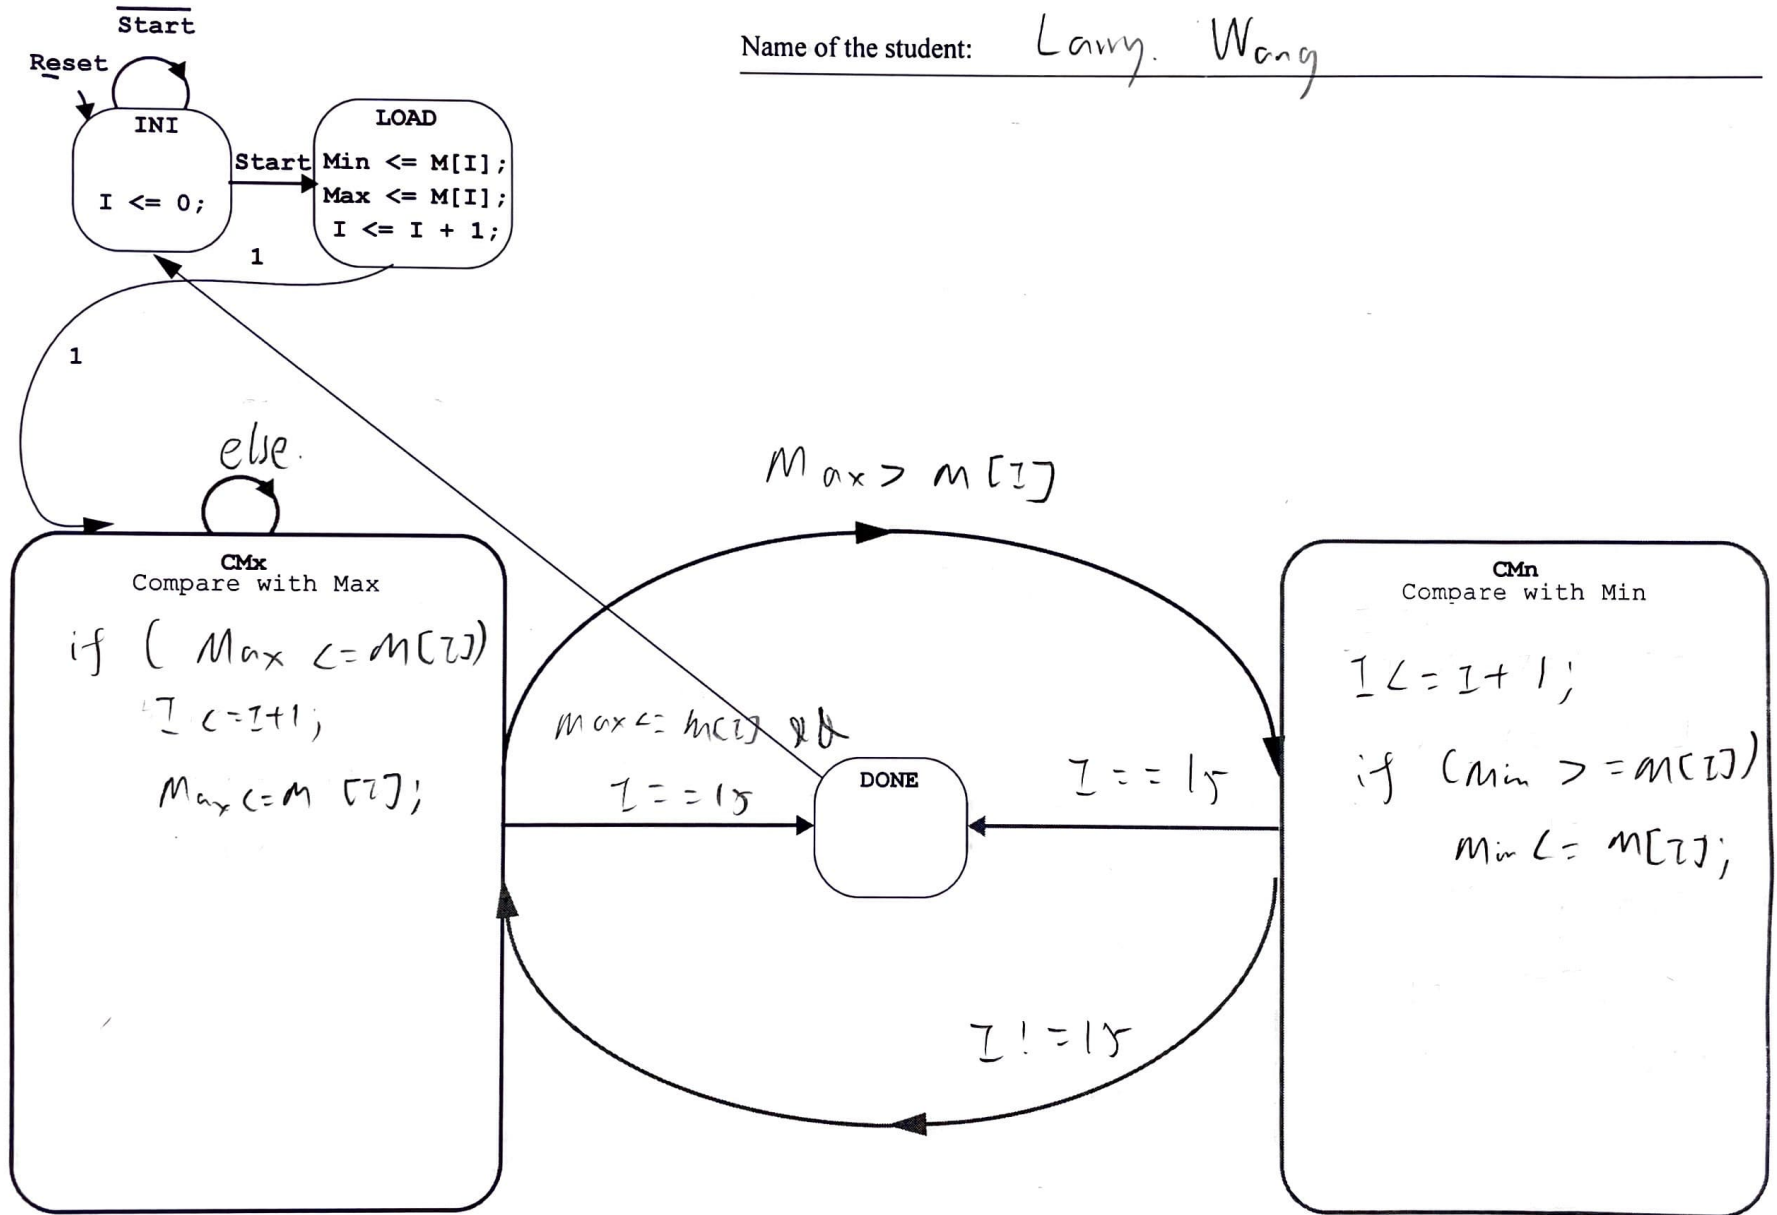 Start
Name of the student: Larry. Wang
Reset
INI
I <= 0;
Start
LOAD
Min <= M[I];
Max <= M[I];
I <= I + 1;
1
1
else.
Max > M[I]
CMx
Compare with Max
if ( Max <= M[I])
I <= I+1;
Max <= M [I];
Max <= M[I] &&
I == 15
DONE
I == 15
CMn
Compare with Min
I <= I + 1;
if (Min >= M[I])
Min <= M[I];
I != 15